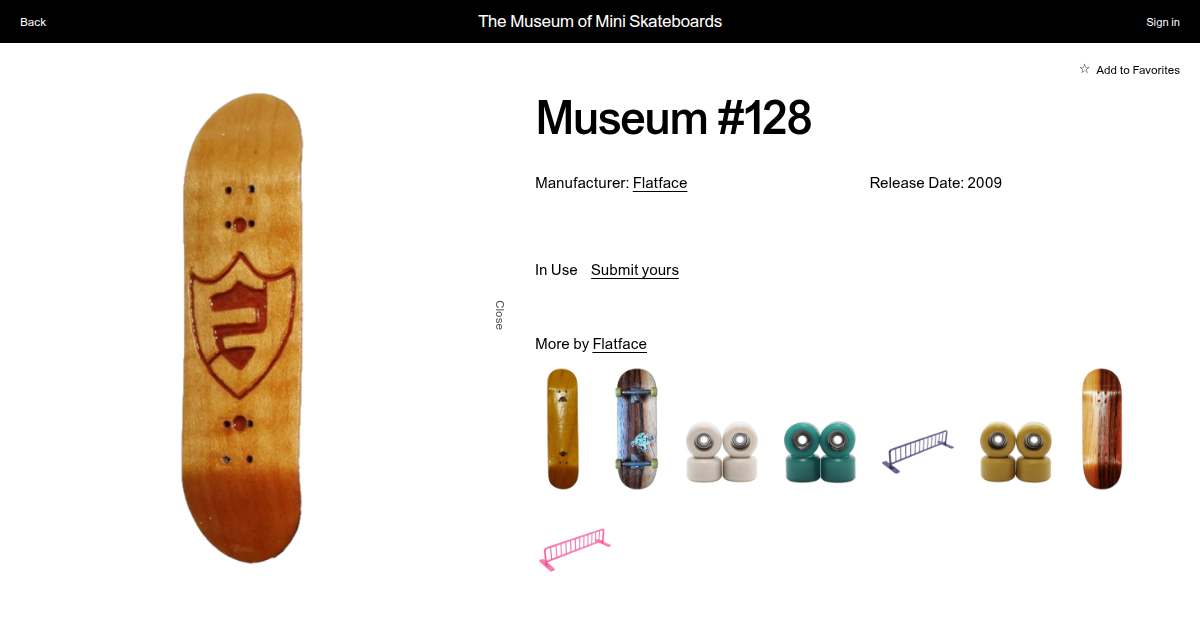 Back
The Museum of Mini Skateboards
Sign in
☆ Add to Favorites
Museum #128
Manufacturer: Flatface
Release Date: 2009
In Use Submit yours
Close
More by Flatface